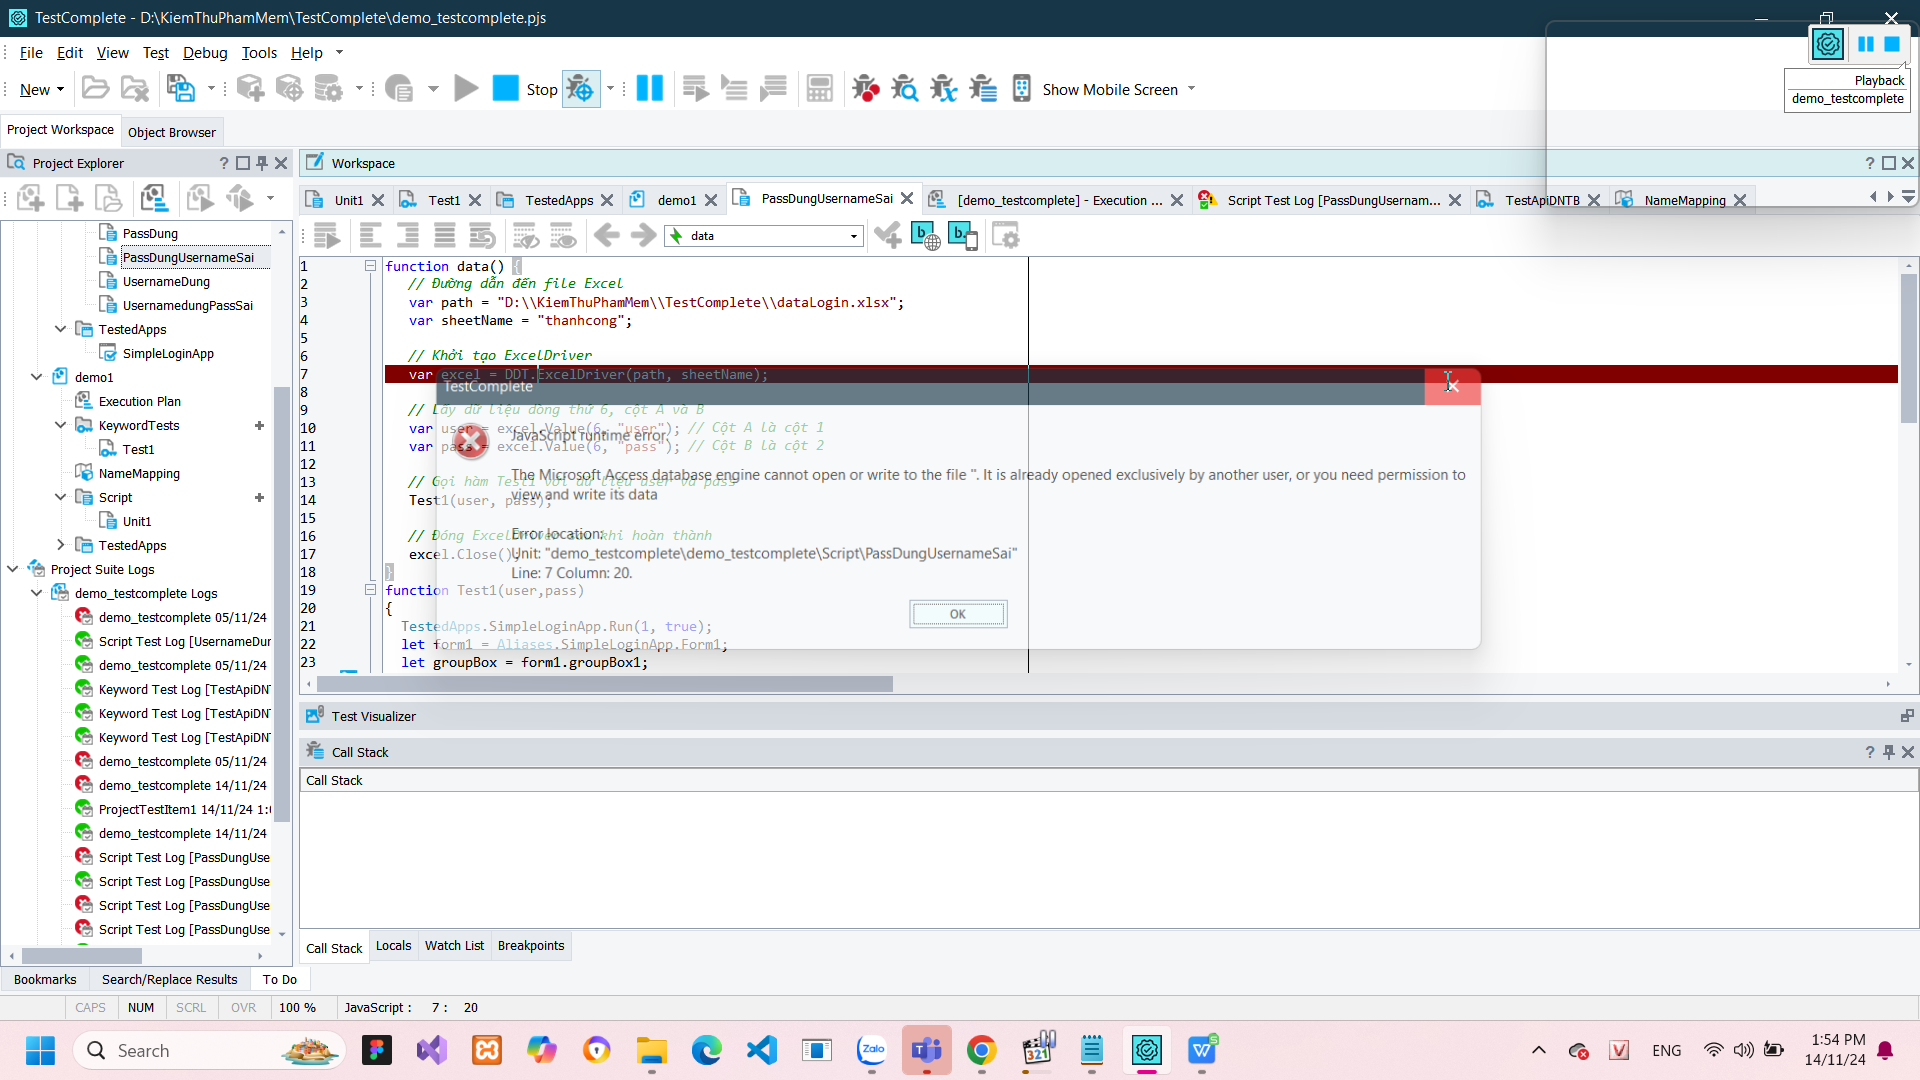 TestComplete - D:\KiemThuPhamMem\TestComplete\demo_testcomplete.pjs
File Edit View Test Debug Tools Help
New Stop Show Mobile Screen
Playback
demo_testcomplete
Project Workspace Object Browser
Project Explorer
Workspace
Unit1 Test1 TestedApps demo1 PassDungUsernameSai [demo_testcomplete] - Execution ... Script Test Log [PassDungUsernam... TestApiDNTB NameMapping
data
PassDung
PassDungUsernameSai
UsernameDung
UsernamedungPassSai
TestedApps
SimpleLoginApp
demo1
Execution Plan
KeywordTests
Test1
NameMapping
Script
Unit1
TestedApps
Project Suite Logs
demo_testcomplete Logs
demo_testcomplete 05/11/24
Script Test Log [UsernameDur
demo_testcomplete 05/11/24
Keyword Test Log [TestApiDN
Keyword Test Log [TestApiDN
Keyword Test Log [TestApiDN
demo_testcomplete 05/11/24
demo_testcomplete 14/11/24
ProjectTestItem1 14/11/24 1:
demo_testcomplete 14/11/24
Script Test Log [PassDungUse
Script Test Log [PassDungUse
Script Test Log [PassDungUse
Script Test Log [PassDungUse
1 function data() {
2 // Đường dẫn đến file Excel
3 var path = "D:\\KiemThuPhamMem\\TestComplete\\dataLogin.xlsx";
4 var sheetName = "thanhcong";
5
6 // Khởi tạo ExcelDriver
7 var excel = DDT.ExcelDriver(path, sheetName);
8
9 // Lấy dữ liệu dòng thứ 6, cột A và B
10 var user = excel.Value(6, "user"); // Cột A là cột 1
11 var pass = excel.Value(6, "pass"); // Cột B là cột 2
12
13 // Gọi hàm Test1 với dữ liệu user và pass
14 Test1(user, pass);
15
16 // Đóng ExcelDriver sau khi hoàn thành
17 excel.Close();
18 }
19 function Test1(user,pass)
20 {
21 TestedApps.SimpleLoginApp.Run(1, true);
22 let form1 = Aliases.SimpleLoginApp.Form1;
23 let groupBox = form1.groupBox1;
TestComplete
JavaScript runtime error.
The Microsoft Access database engine cannot open or write to the file ''. It is already opened exclusively by another user, or you need permission to
view and write its data
Error location:
Unit: "demo_testcomplete\demo_testcomplete\Script\PassDungUsernameSai"
Line: 7 Column: 20.
OK
Test Visualizer
Call Stack
Call Stack
Call Stack Locals Watch List Breakpoints
Bookmarks Search/Replace Results To Do
CAPS NUM SCRL OVR 100 % JavaScript : 7 : 20
Search
Zalo
321
ENG
1:54 PM
14/11/24